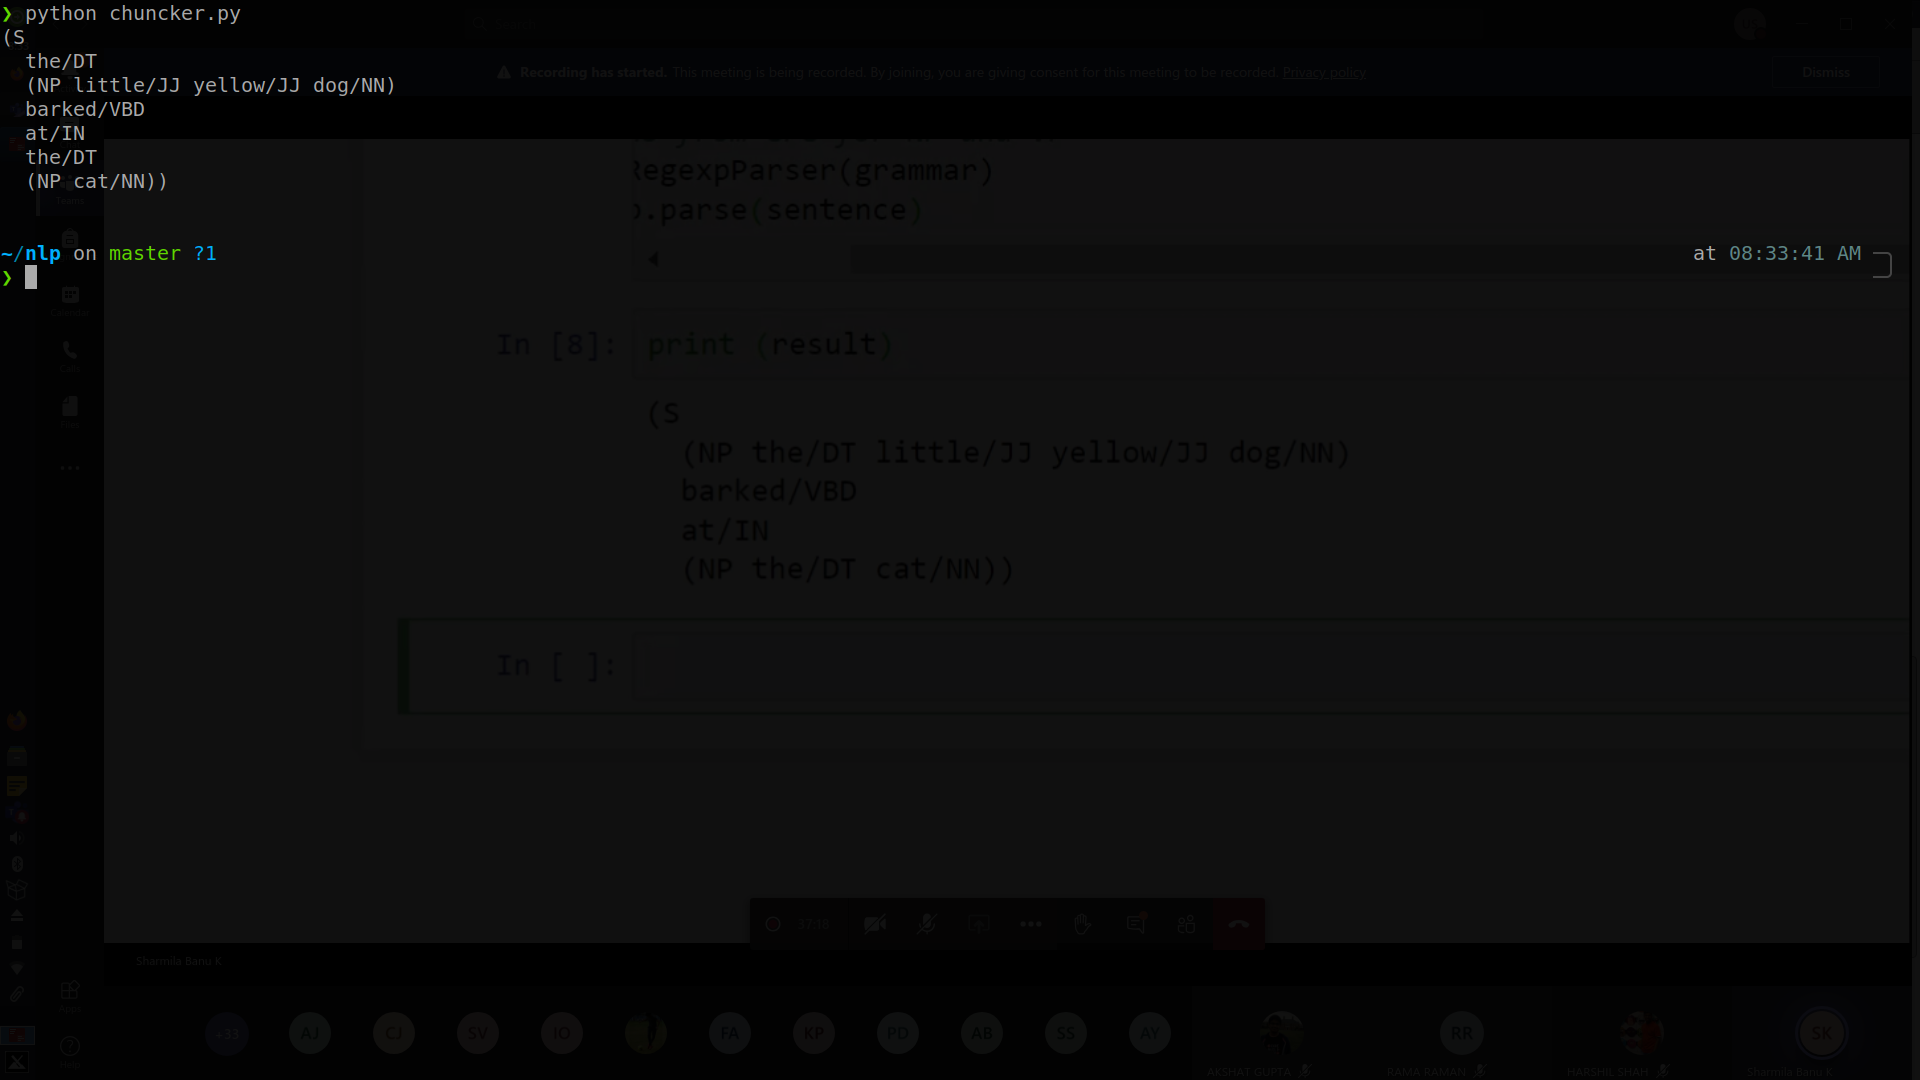 ❯ python chuncker.py
(S
  the/DT
  (NP little/JJ yellow/JJ dog/NN)
  barked/VBD
  at/IN
  the/DT
  (NP cat/NN))
~/nlp on master ?1 at 08:33:41 AM
❯
Recording has started. This meeting is being recorded. By joining, you are giving consent for this meeting to be recorded. Privacy policy
Dismiss
Teams
Calendar
RegexpParser(grammar)
.parse(sentence)
In [8]: print (result)
(S
  (NP the/DT little/JJ yellow/JJ dog/NN)
  barked/VBD
  at/IN
  (NP the/DT cat/NN))
In [ ]:
37:18
Sharmila Banu K
Apps
+33 AJ CJ SV IO FA KP PD AB SS AY RR SK
AKSHAT GUPTA RAMA RAMAN HARSHIL SHAH Sharmila Banu K